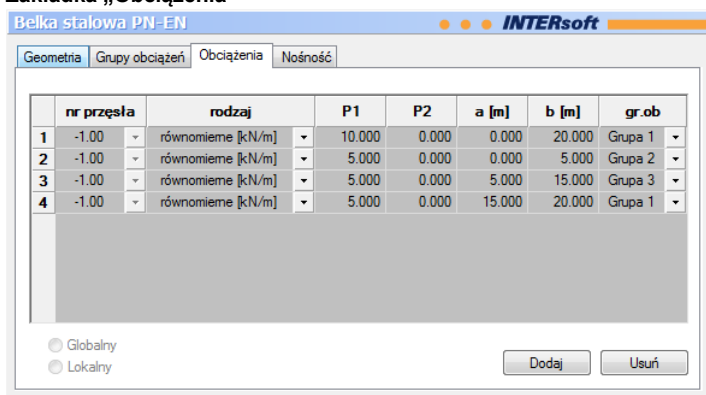 Zakładka „Obciążenia”
Belka stalowa PN-EN INTERsoft
Geometria Grupy obciążeń Obciążenia Nośność
nr przęsła rodzaj P1 P2 a [m] b [m] gr.ob
1 -1.00 równomierne [kN/m] 10.000 0.000 0.000 20.000 Grupa 1
2 -1.00 równomierne [kN/m] 5.000 0.000 0.000 5.000 Grupa 2
3 -1.00 równomierne [kN/m] 5.000 0.000 5.000 15.000 Grupa 3
4 -1.00 równomierne [kN/m] 5.000 0.000 15.000 20.000 Grupa 1
Globalny
Lokalny
Dodaj Usuń